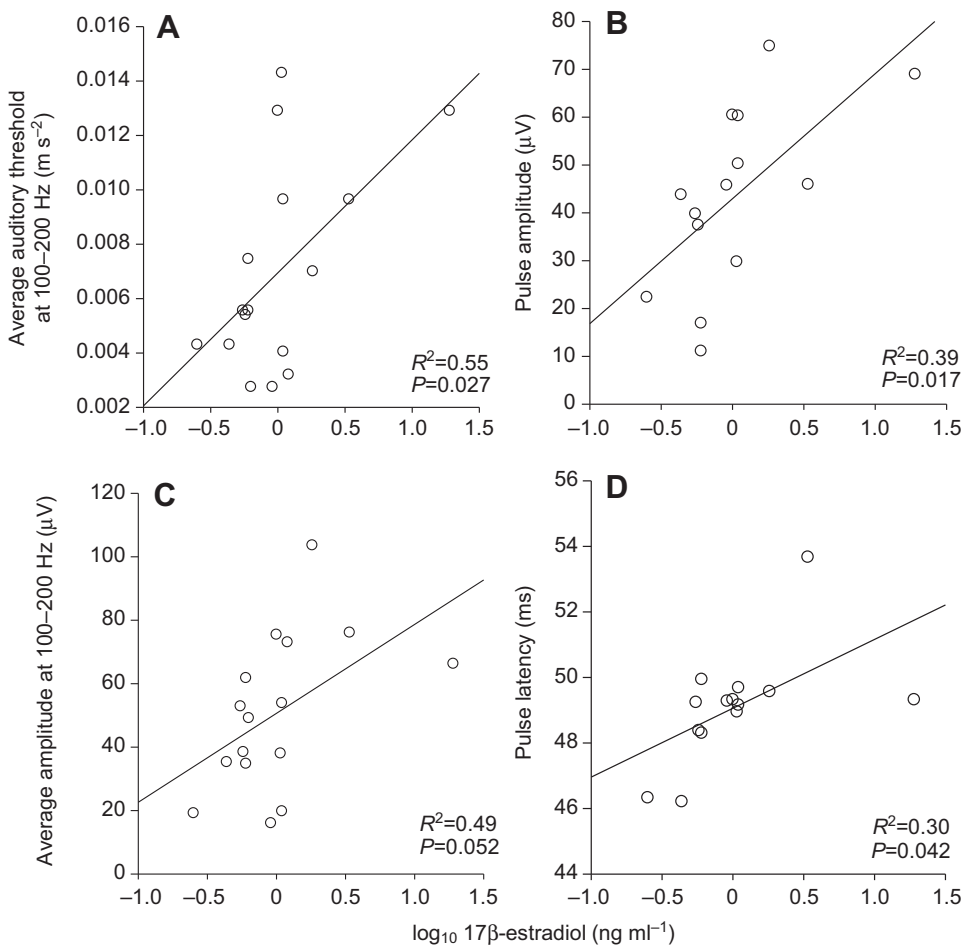 A
Average auditory threshold
at 100–200 Hz (m s–2)
0.016
0.014
0.012
0.010
0.008
0.006
0.004
0.002
–1.0 –0.5 0 0.5 1.0 1.5
R2=0.55
P=0.027
B
Pulse amplitude (μV)
80
70
60
50
40
30
20
10
0
–1.0 –0.5 0 0.5 1.0 1.5
R2=0.39
P=0.017
C
Average amplitude at 100–200 Hz (μV)
120
100
80
60
40
20
0
–1.0 –0.5 0 0.5 1.0 1.5
R2=0.49
P=0.052
D
Pulse latency (ms)
56
54
52
50
48
46
44
–1.0 –0.5 0 0.5 1.0 1.5
R2=0.30
P=0.042
log10 17β-estradiol (ng ml–1)